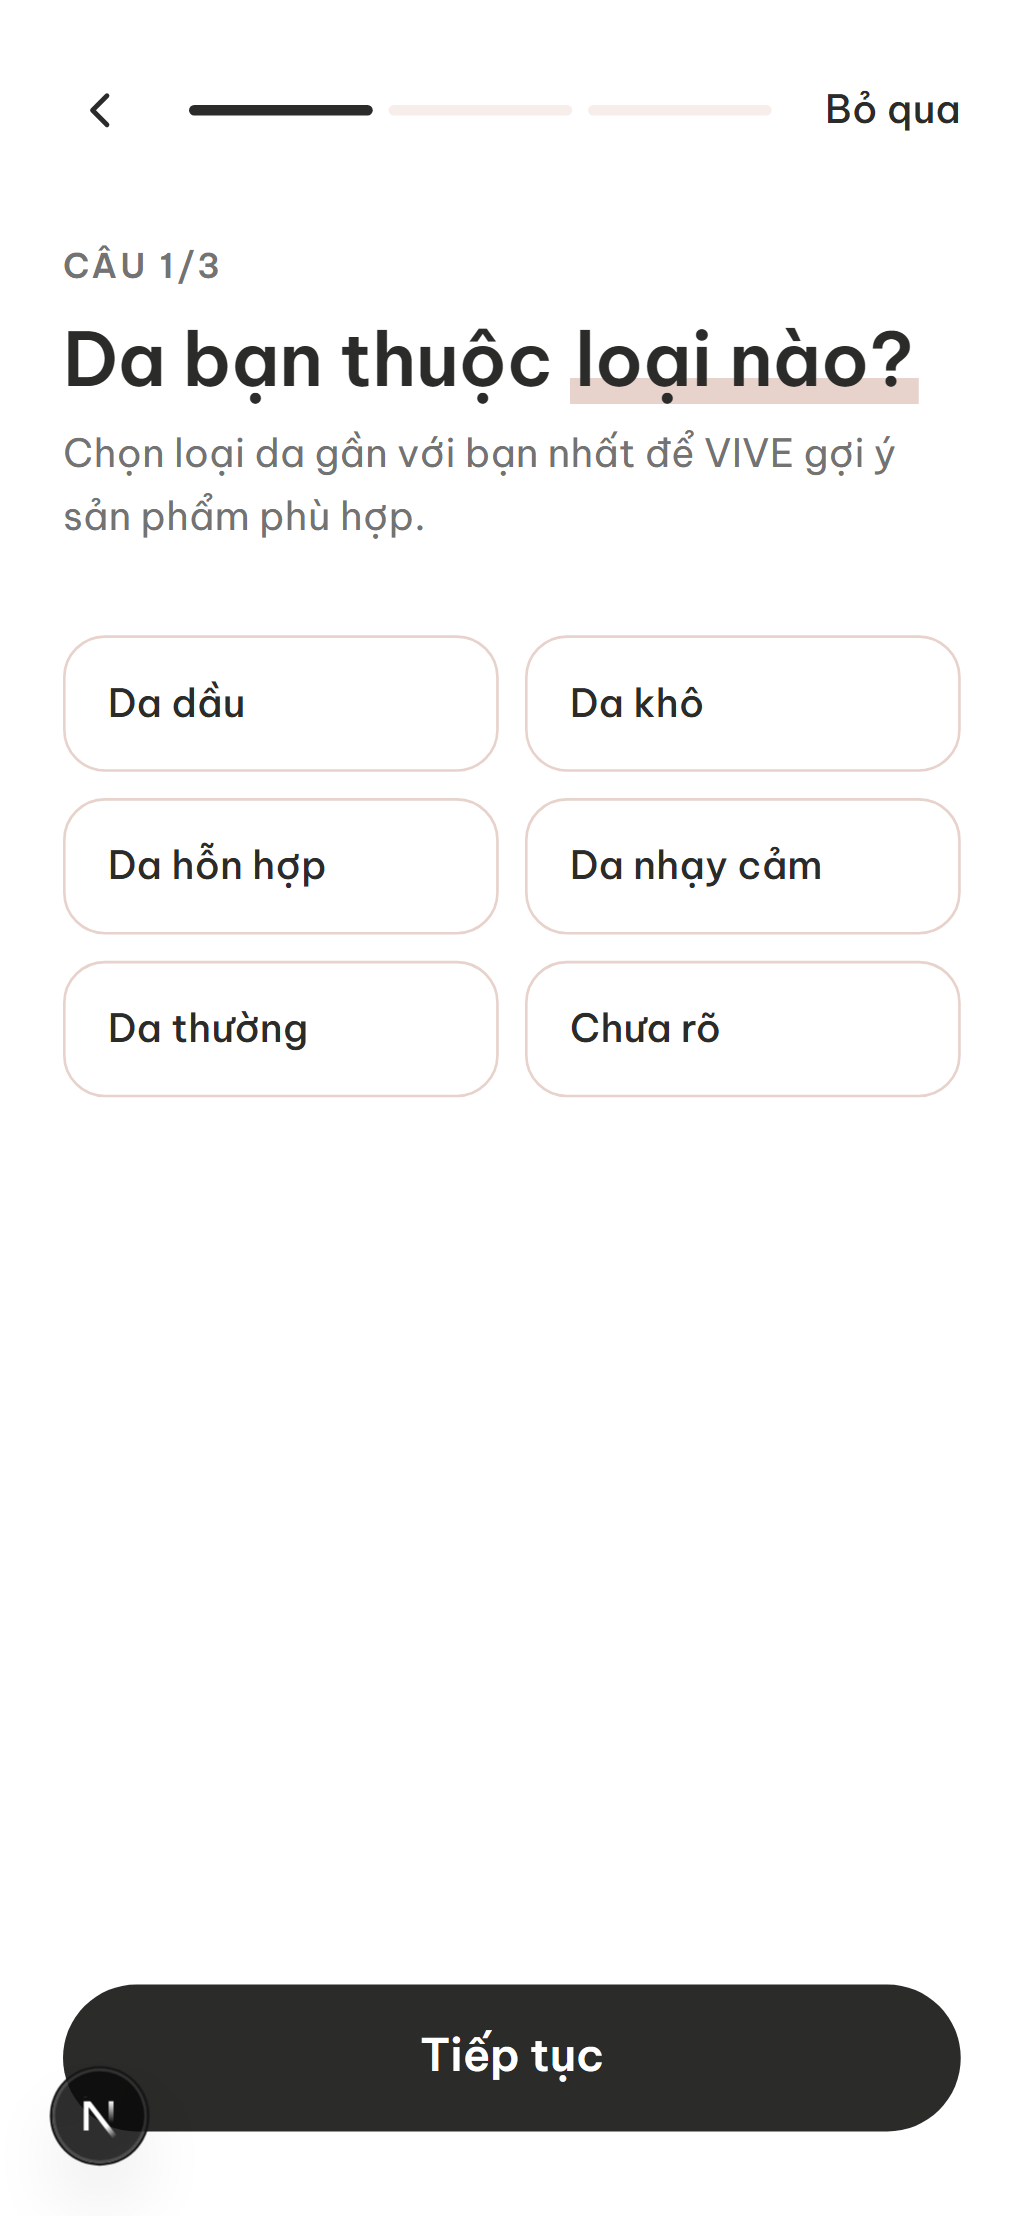 Bỏ qua
CÂU 1/3
Da bạn thuộc loại nào?
Chọn loại da gần với bạn nhất để VIVE gợi ý
sản phẩm phù hợp.
Da dầu
Da khô
Da hỗn hợp
Da nhạy cảm
Da thường
Chưa rõ
Tiếp tục
N